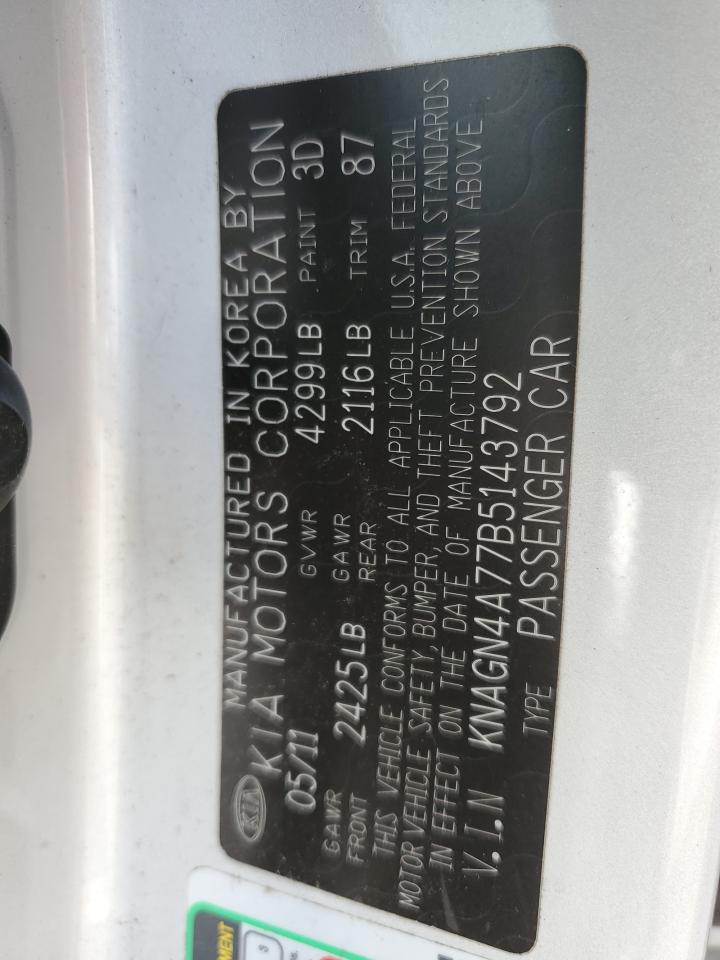 KIA
MANUFACTURED IN KOREA BY
KIA MOTORS CORPORATION
05/11 GVWR 4299LB PAINT 3D
GAWR FRONT 2425LB GAWR REAR 2116LB TRIM 87
THIS VEHICLE CONFORMS TO ALL APPLICABLE U.S.A. FEDERAL
MOTOR VEHICLE SAFETY, BUMPER, AND THEFT PREVENTION STANDARDS
IN EFFECT ON THE DATE OF MANUFACTURE SHOWN ABOVE.
V.I.N KNAGN4A77B5143792
TYPE PASSENGER CAR